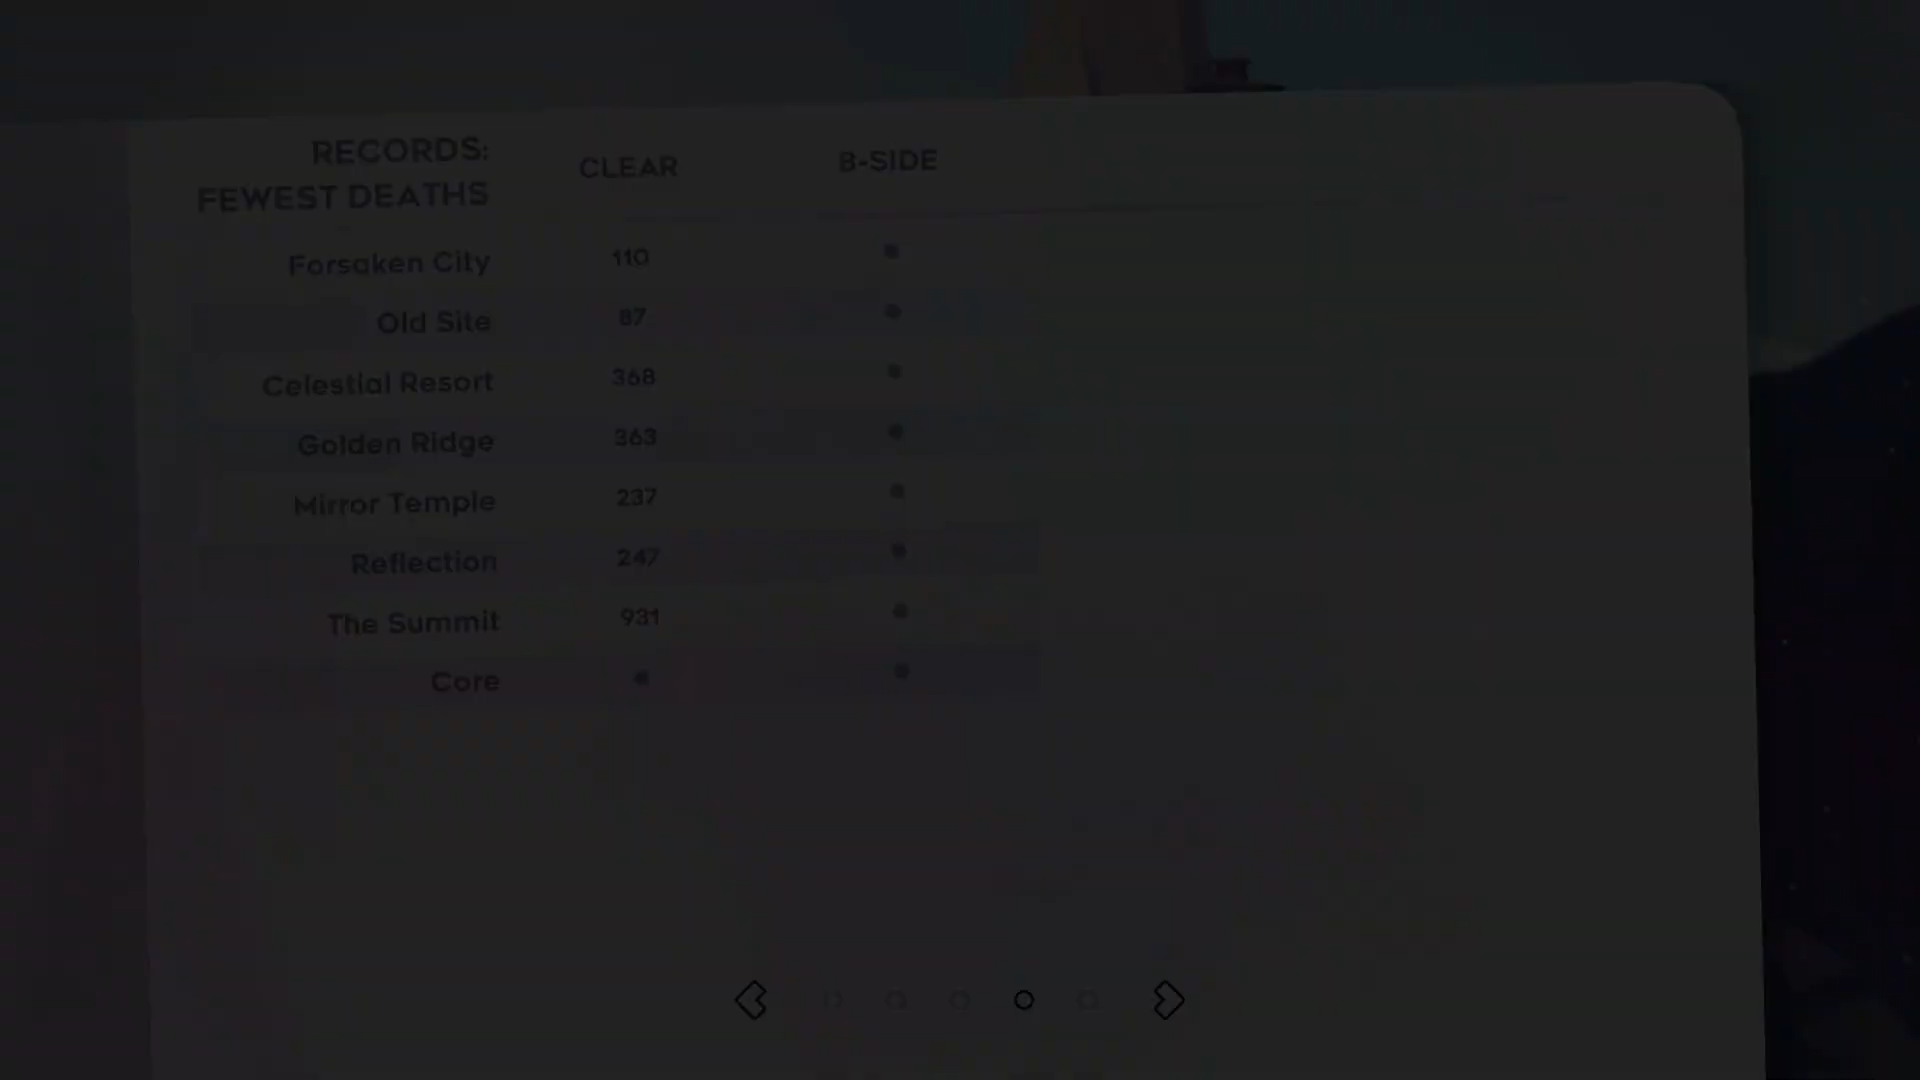 RECORDS:
FEWEST DEATHS
CLEAR
B-SIDE
Forsaken City 110
Old Site 87
Celestial Resort 368
Golden Ridge 363
Mirror Temple 237
Reflection 247
The Summit 931
Core